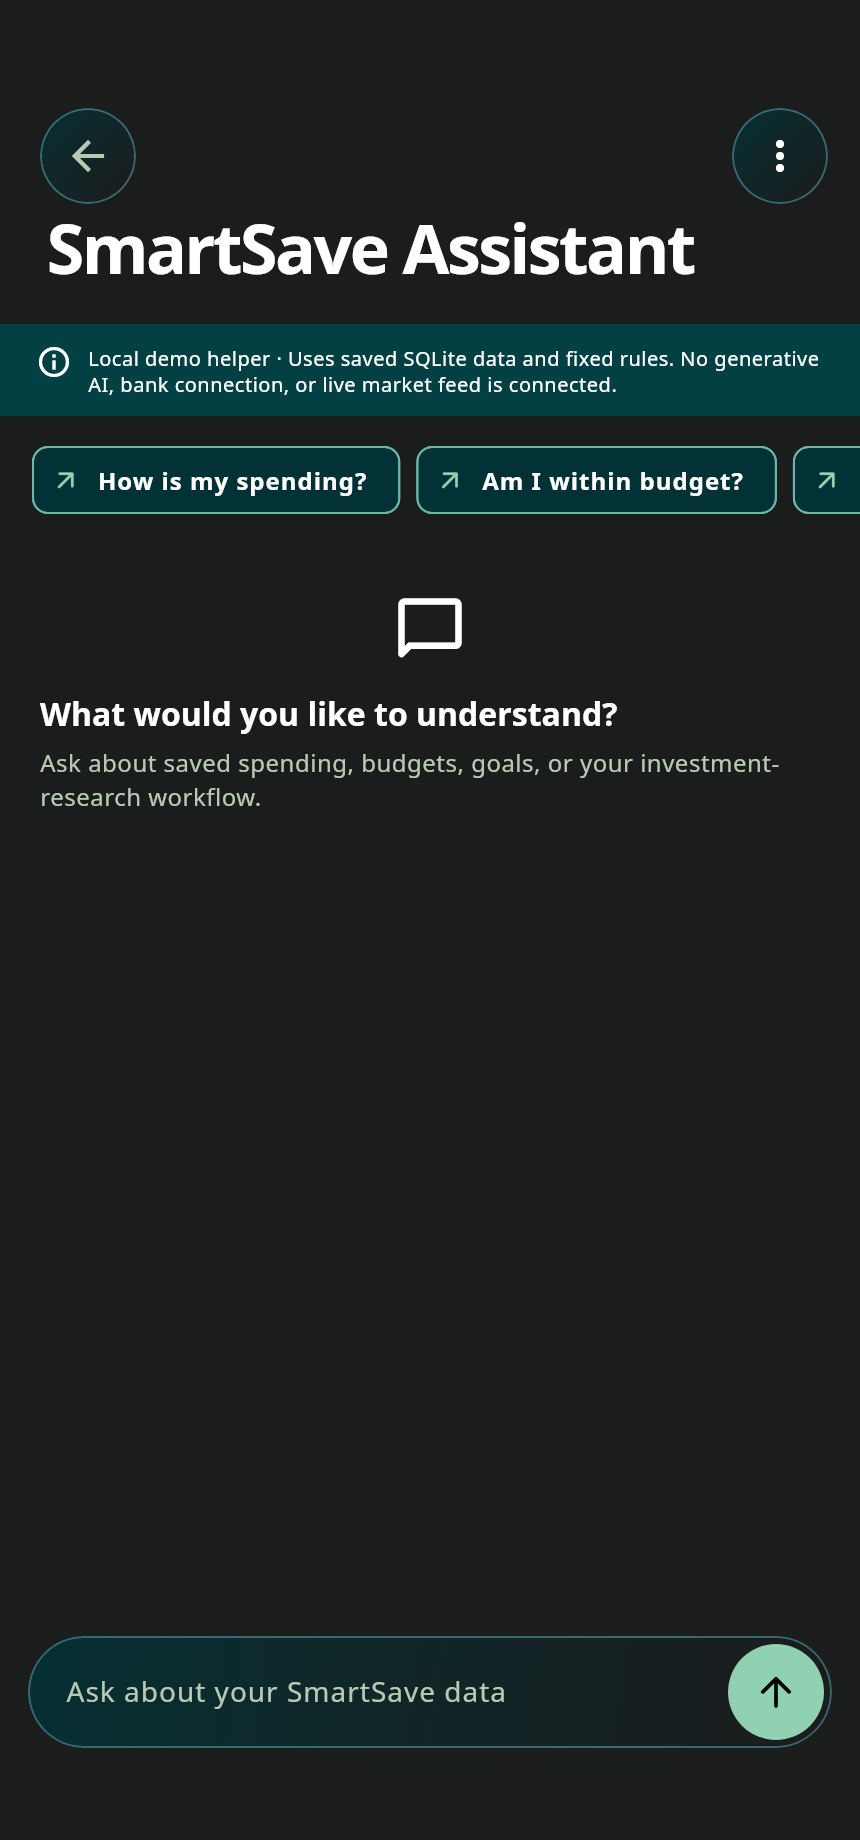 SmartSave Assistant
Local demo helper · Uses saved SQLite data and fixed rules. No generative
AI, bank connection, or live market feed is connected.
How is my spending?
Am I within budget?
What would you like to understand?
Ask about saved spending, budgets, goals, or your investment-
research workflow.
Ask about your SmartSave data